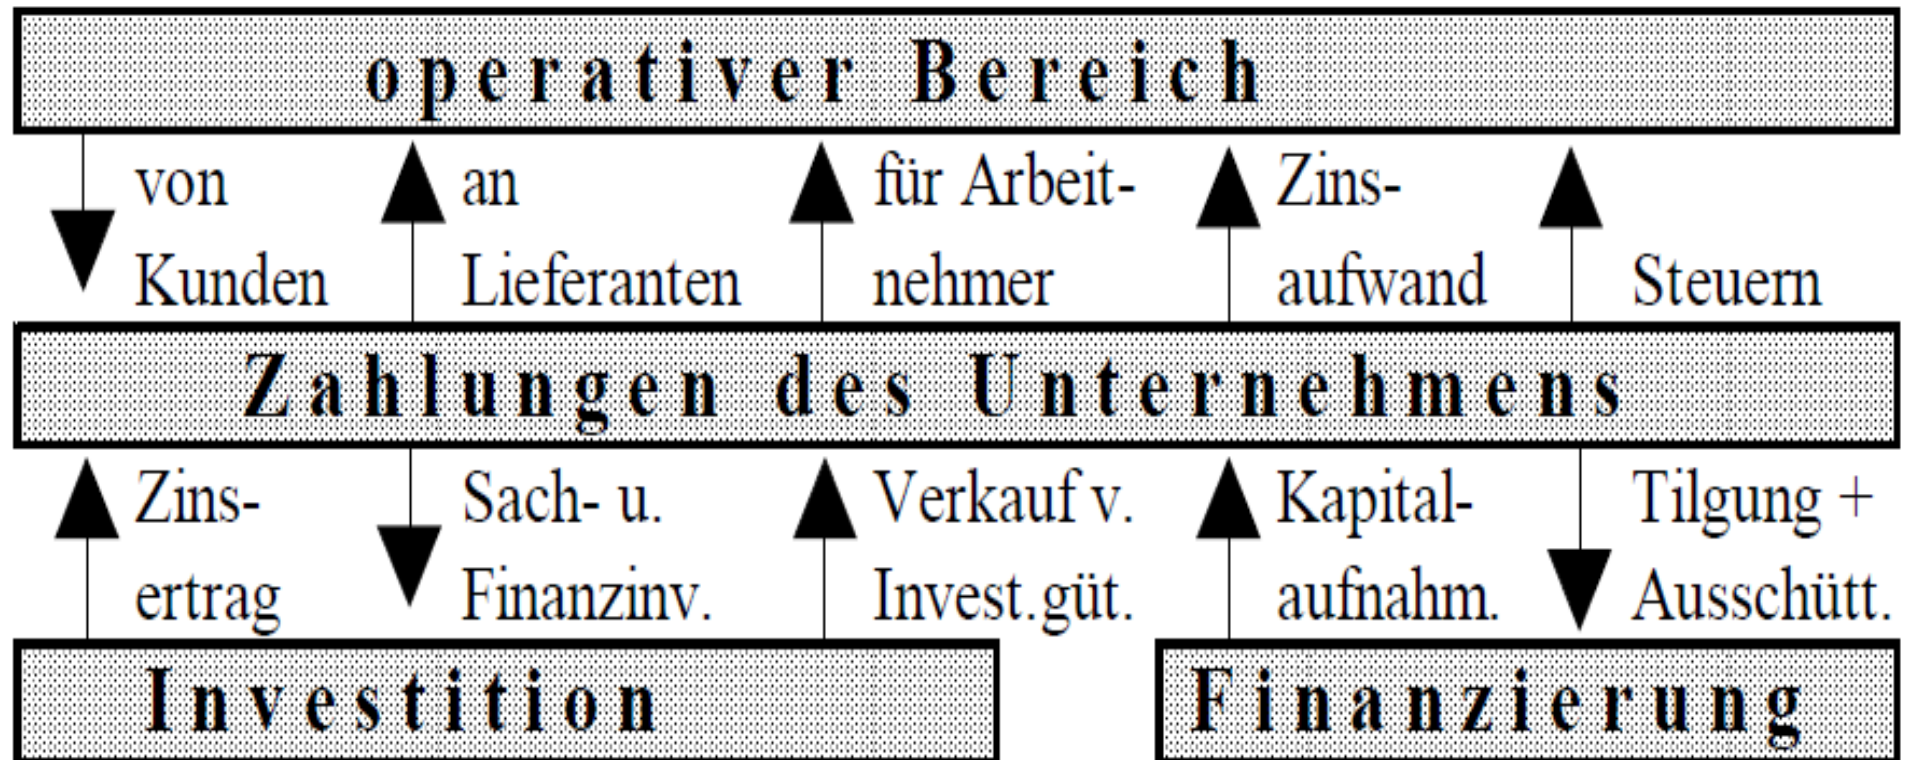 operativer Bereich
von an für Arbeit- Zins-
Kunden Lieferanten nehmer aufwand Steuern
Zahlungen des Unternehmens
Zins- Sach- u. Verkauf v. Kapital- Tilgung +
ertrag Finanzinv. Invest.güt. aufnahm. Ausschütt.
Investition Finanzierung